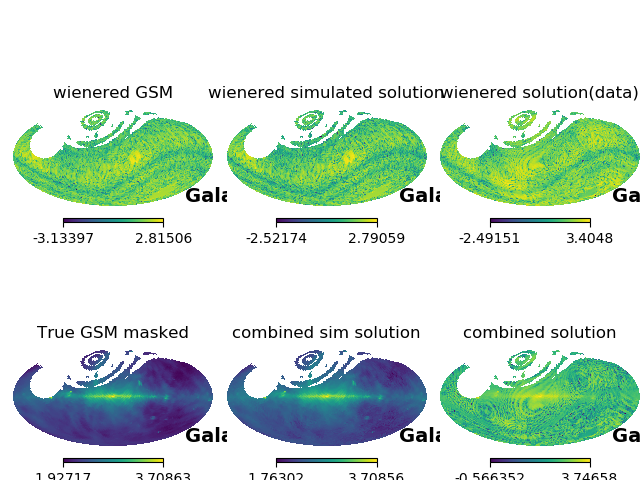 wienered GSM
wienered simulated solution
wienered solution(data)
Gala
Gala
Ga
-3.13397 2.81506
-2.52174 2.79059
-2.49151 3.4048
True GSM masked
combined sim solution
combined solution
Gala
Gala
Ga
1.92717 3.70863
1.76302 3.70856
-0.566352 3.74658